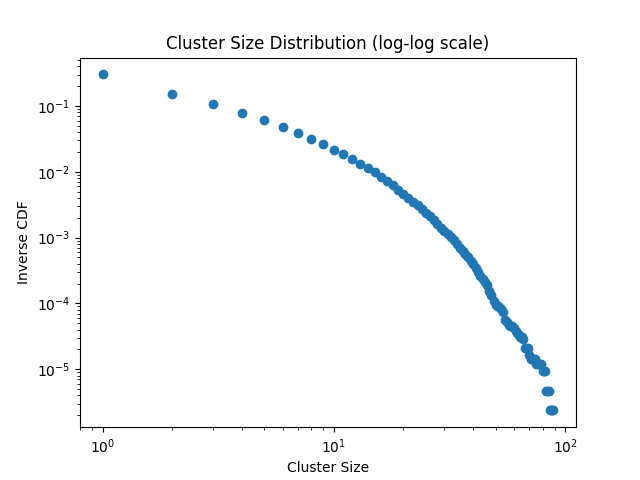 Cluster Size Distribution (log-log scale)
Inverse CDF
10⁻¹
10⁻²
10⁻³
10⁻⁴
10⁻⁵
10⁰
10¹
10²
Cluster Size